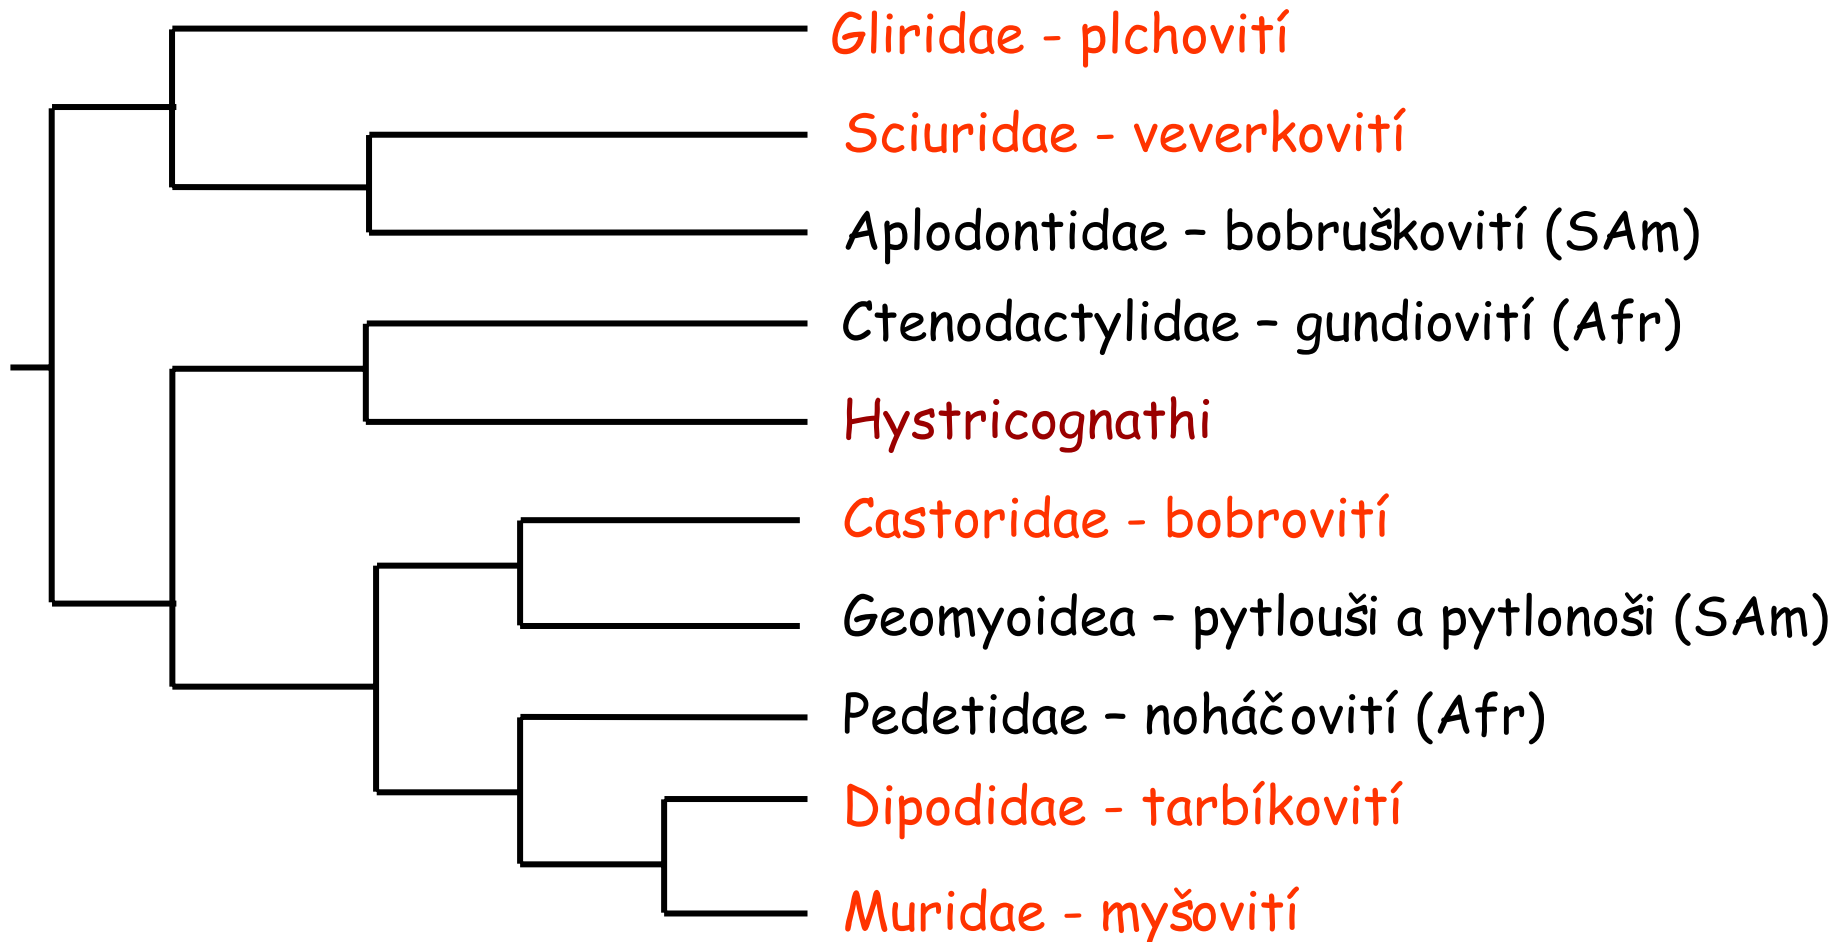 Gliridae - plchovití
Sciuridae - veverkovití
Aplodontidae – bobruškovití (SAm)
Ctenodactylidae – gundiovití (Afr)
Hystricognathi
Castoridae - bobrovití
Geomyoidea – pytlouši a pytlonoši (SAm)
Pedetidae – noháčovití (Afr)
Dipodidae - tarbíkovití
Muridae - myšovití